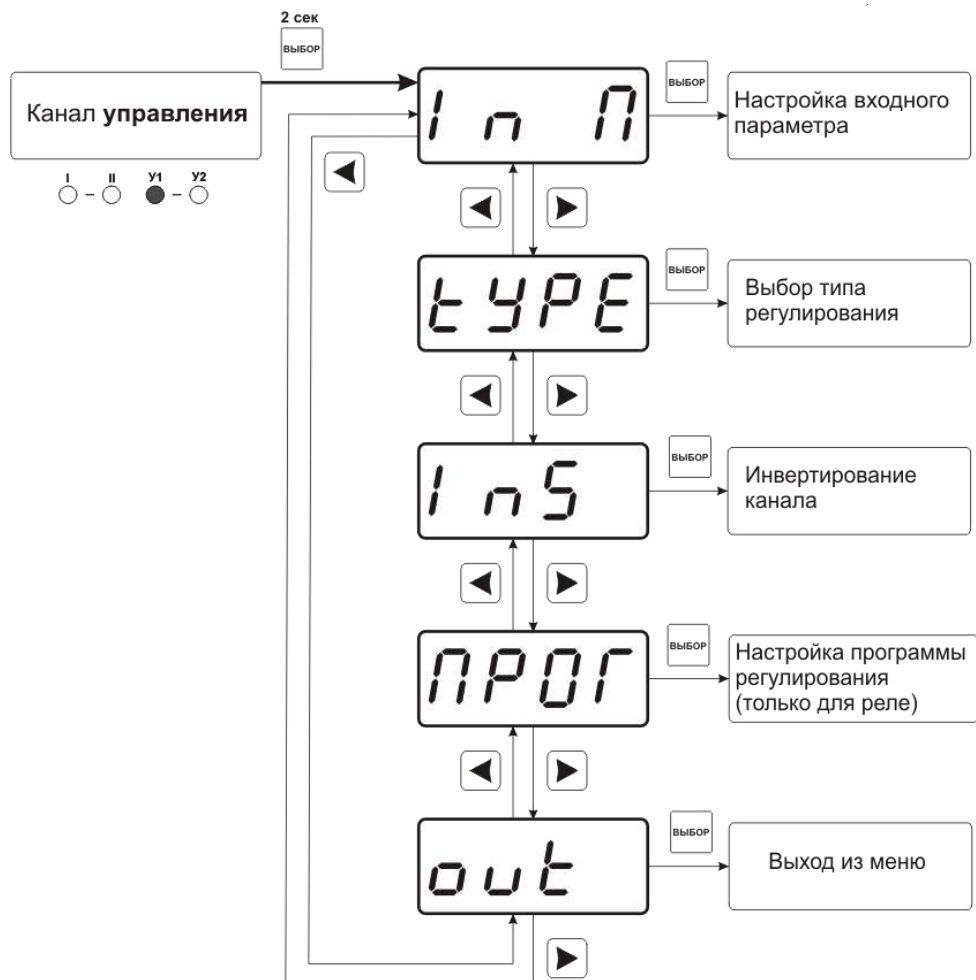 2 сек
ВЫБОР
Канал управления
I II У1 У2
In П
ВЫБОР
Настройка входного
параметра
tYPE
ВЫБОР
Выбор типа
регулирования
InS
ВЫБОР
Инвертирование
канала
ПРОГ
ВЫБОР
Настройка программы
регулирования
(только для реле)
out
ВЫБОР
Выход из меню